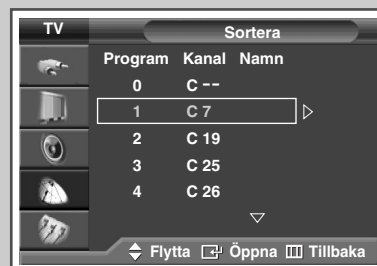 TV
Sortera
Program Kanal Namn
0 C --
1 C 7
2 C 19
3 C 25
4 C 26
Flytta Öppna Tillbaka